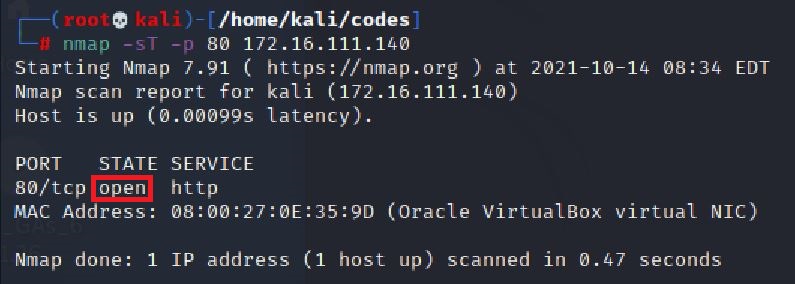 (root💀kali)-[/home/kali/codes]
# nmap -sT -p 80 172.16.111.140
Starting Nmap 7.91 ( https://nmap.org ) at 2021-10-14 08:34 EDT
Nmap scan report for kali (172.16.111.140)
Host is up (0.00099s latency).
PORT   STATE SERVICE
80/tcp open  http
MAC Address: 08:00:27:0E:35:9D (Oracle VirtualBox virtual NIC)
Nmap done: 1 IP address (1 host up) scanned in 0.47 seconds